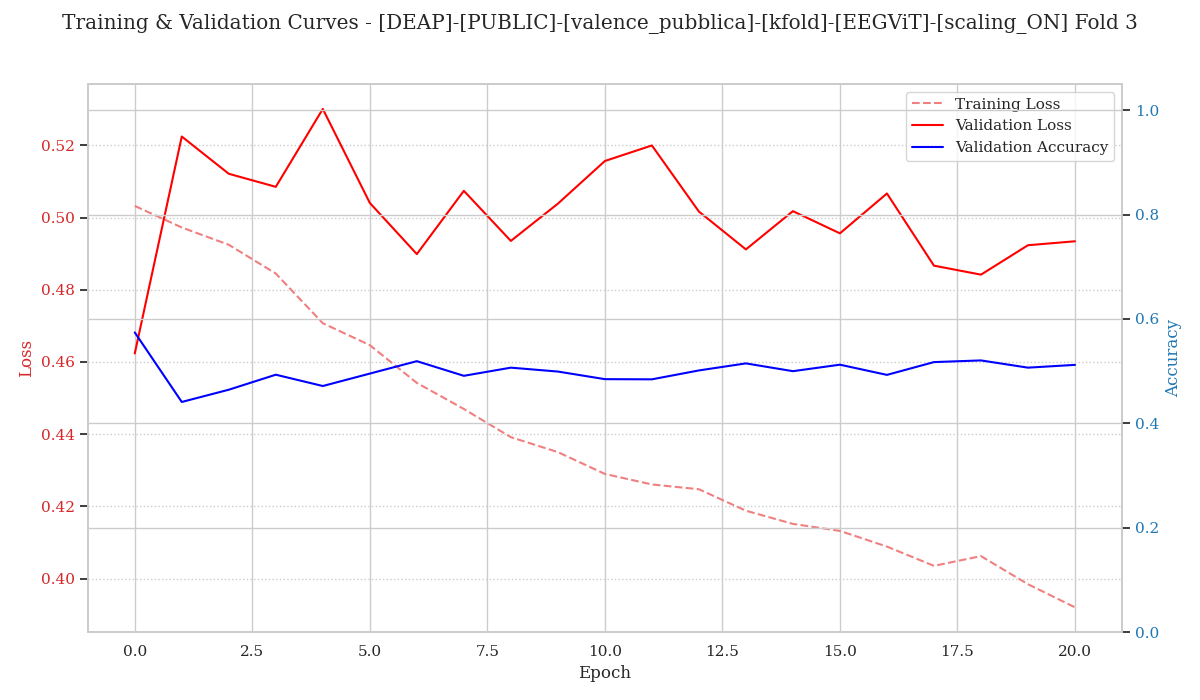 Training & Validation Curves - [DEAP]-[PUBLIC]-[valence_pubblica]-[kfold]-[EEGViT]-[scaling_ON] Fold 3
Training Loss
Validation Loss
Validation Accuracy
Loss
0.52
0.50
0.48
0.46
0.44
0.42
0.40
1.0
0.8
0.6
0.4
0.2
0.0
Accuracy
0.0 2.5 5.0 7.5 10.0 12.5 15.0 17.5 20.0
Epoch